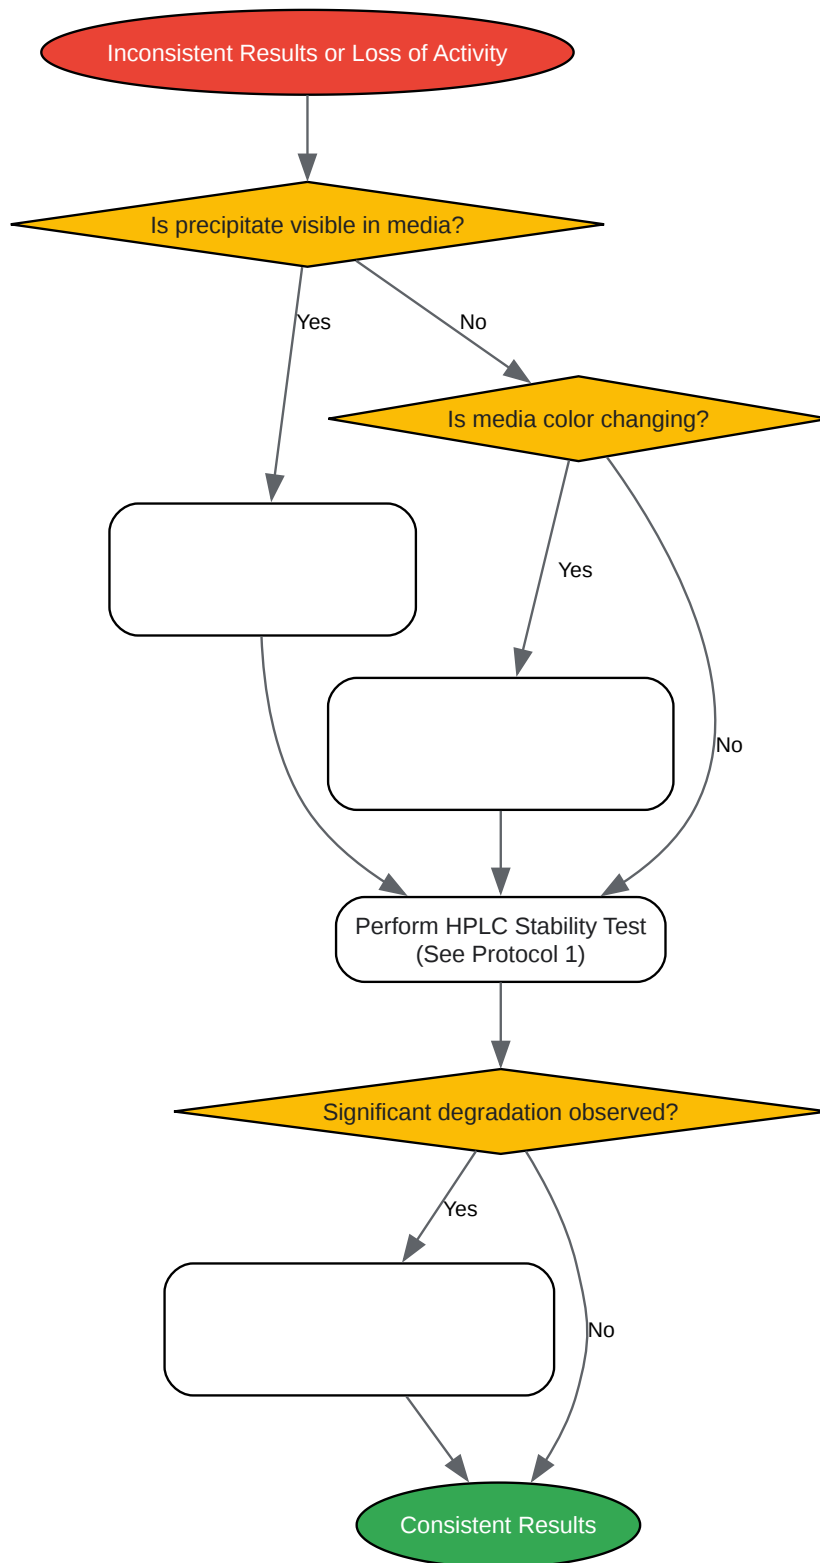 Inconsistent Results or Loss of Activity
Is precipitate visible in media?
Yes
No
Is media color changing?
Yes
No
Perform HPLC Stability Test
(See Protocol 1)
Significant degradation observed?
Yes
No
Consistent Results